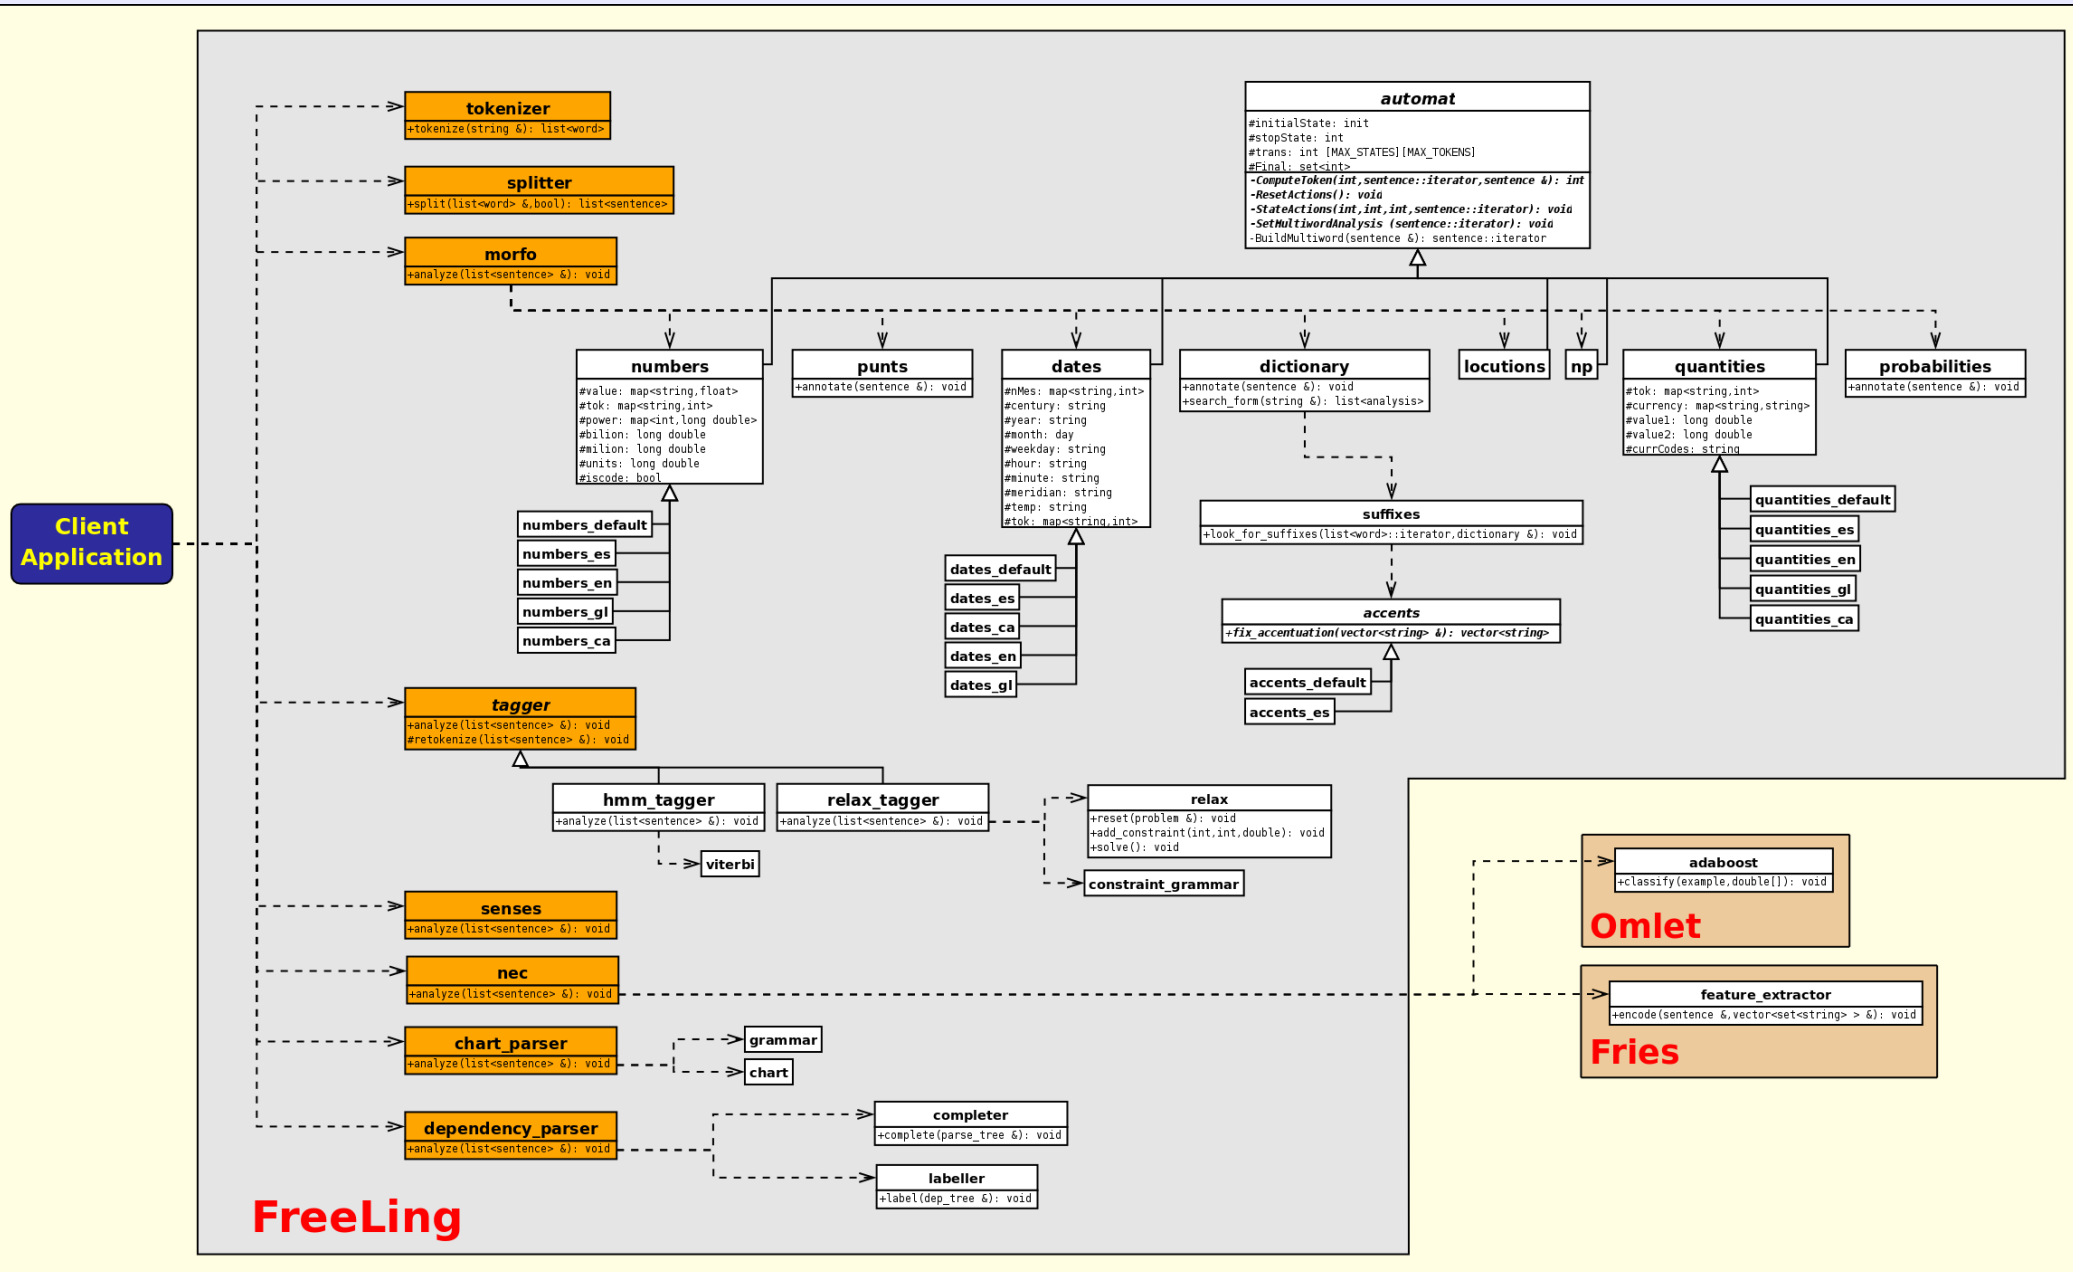 tokenizer
+tokenize(string &): list<word>
splitter
+split(list<word> &,bool): list<sentence>
morfo
+analyze(list<sentence> &): void
automat
#initialState: init
#stopState: int
#trans: int [MAX_STATES][MAX_TOKENS]
#Final: set<int>
-ComputeToken(int,sentence::iterator,sentence &): int
-ResetActions(): void
-StateActions(int,int,int,sentence::iterator): void
-SetMultiwordAnalysis (sentence::iterator): void
-BuildMultiword(sentence &): sentence::iterator
numbers
#value: map<string,float>
#tok: map<string,int>
#power: map<int,long double>
#bilion: long double
#milion: long double
#units: long double
#iscode: bool
numbers_default
numbers_es
numbers_en
numbers_gl
numbers_ca
punts
+annotate(sentence &): void
dates
#nMes: map<string,int>
#century: string
#year: string
#month: day
#weekday: string
#hour: string
#minute: string
#meridian: string
#temp: string
#tok: map<string,int>
dates_default
dates_es
dates_ca
dates_en
dates_gl
dictionary
+annotate(sentence &): void
+search_form(string &): list<analysis>
suffixes
+look_for_suffixes(list<word>::iterator,dictionary &): void
accents
+fix_accentuation(vector<string> &): vector<string>
accents_default
accents_es
locutions
np
quantities
#tok: map<string,int>
#currency: map<string,string>
#value1: long double
#value2: long double
#currCodes: string
quantities_default
quantities_es
quantities_en
quantities_gl
quantities_ca
probabilities
+annotate(sentence &): void
Client
Application
tagger
+analyze(list<sentence> &): void
#retokenize(list<sentence> &): void
hmm_tagger
+analyze(list<sentence> &): void
viterbi
relax_tagger
+analyze(list<sentence> &): void
relax
+reset(problem &): void
+add_constraint(int,int,double): void
+solve(): void
constraint_grammar
senses
+analyze(list<sentence> &): void
nec
+analyze(list<sentence> &): void
adaboost
+classify(example,double[]): void
Omlet
feature_extractor
+encode(sentence &,vector<set<string> > &): void
Fries
chart_parser
+analyze(list<sentence> &): void
grammar
chart
dependency_parser
+analyze(list<sentence> &): void
completer
+complete(parse_tree &): void
labeller
+label(dep_tree &): void
FreeLing